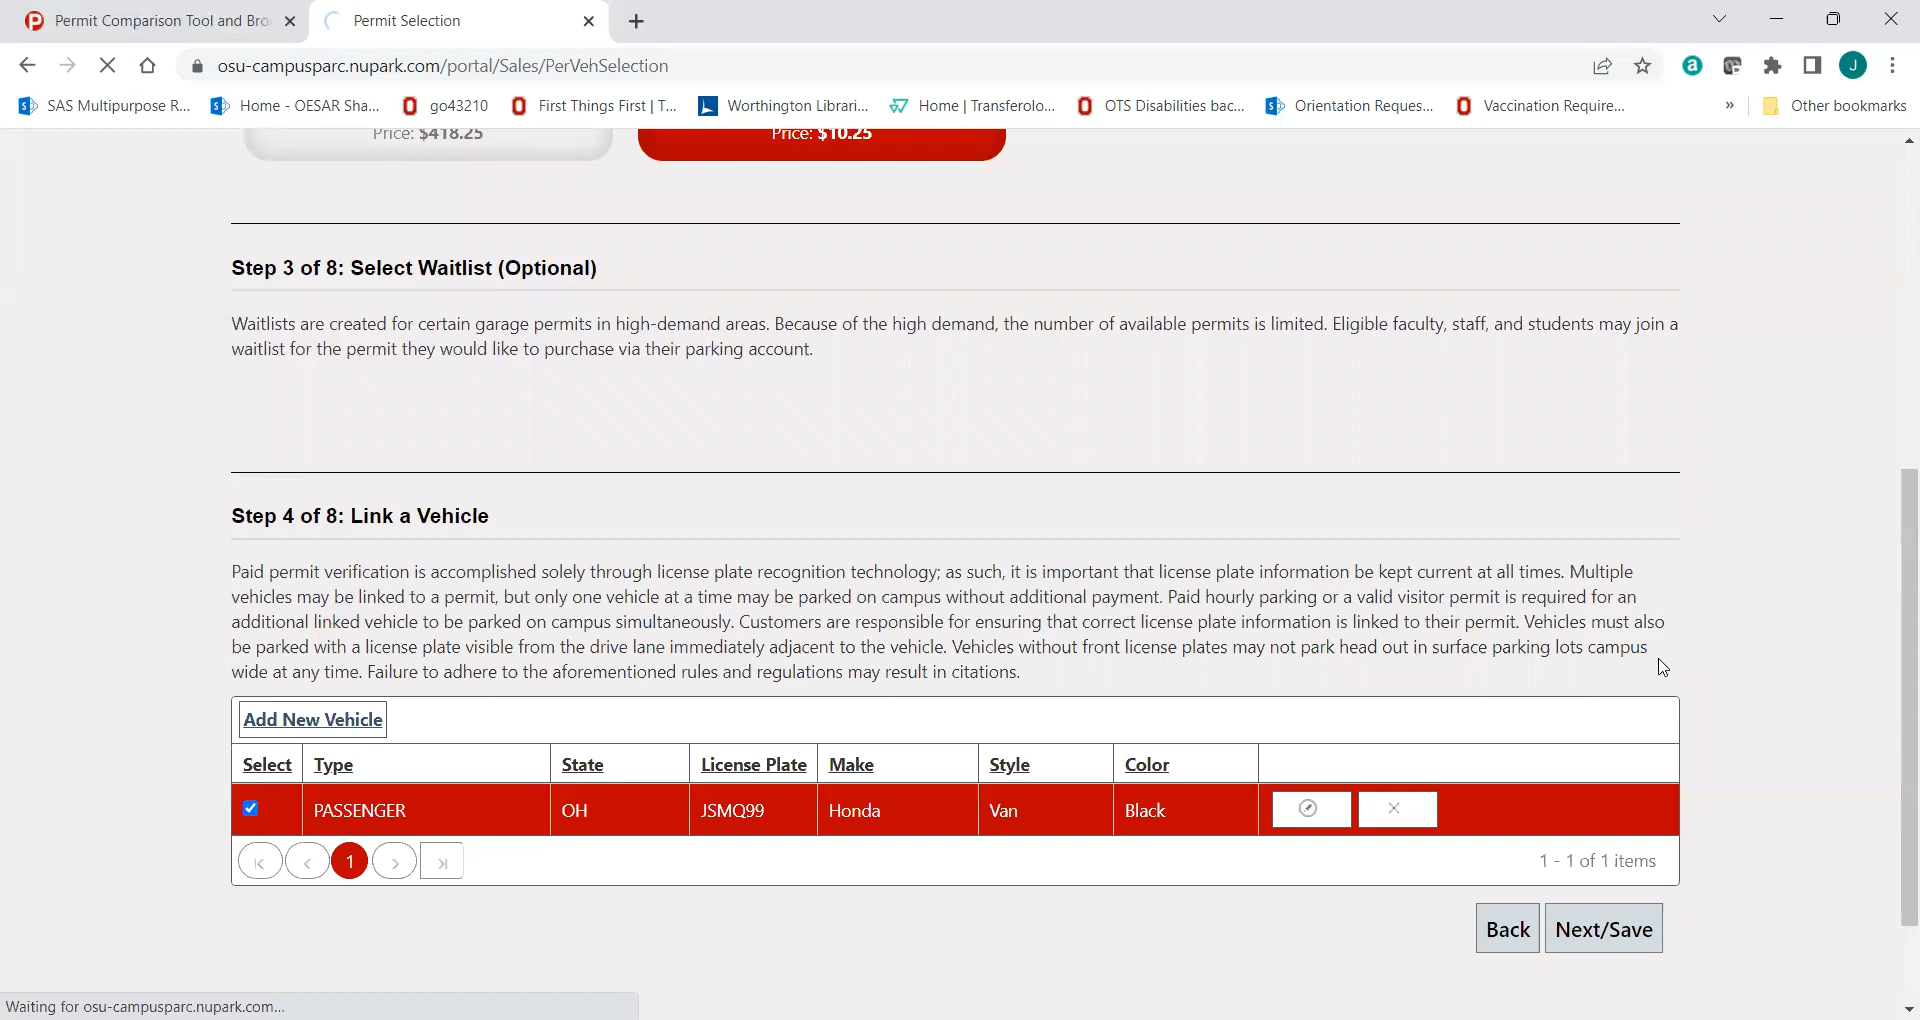 Permit Comparison Tool and Bro
Permit Selection
osu-campusparc.nupark.com/portal/Sales/PerVehSelection
J
SAS Multipurpose R...
Home - OESAR Sha...
go43210
First Things First | T...
Worthington Librari...
Home | Transferolo...
OTS Disabilities bac...
Orientation Reques...
Vaccination Require...
»
Other bookmarks
Price: $418.25
Price: $10.25
Step 3 of 8: Select Waitlist (Optional)
Waitlists are created for certain garage permits in high-demand areas. Because of the high demand, the number of available permits is limited. Eligible faculty, staff, and students may join a
waitlist for the permit they would like to purchase via their parking account.
Step 4 of 8: Link a Vehicle
Paid permit verification is accomplished solely through license plate recognition technology; as such, it is important that license plate information be kept current at all times. Multiple
vehicles may be linked to a permit, but only one vehicle at a time may be parked on campus without additional payment. Paid hourly parking or a valid visitor permit is required for an
additional linked vehicle to be parked on campus simultaneously. Customers are responsible for ensuring that correct license plate information is linked to their permit. Vehicles must also
be parked with a license plate visible from the drive lane immediately adjacent to the vehicle. Vehicles without front license plates may not park head out in surface parking lots campus
wide at any time. Failure to adhere to the aforementioned rules and regulations may result in citations.
Add New Vehicle
Select Type State License Plate Make Style Color
PASSENGER OH JSMQ99 Honda Van Black
1 1 - 1 of 1 items
Back Next/Save
Waiting for osu-campusparc.nupark.com...